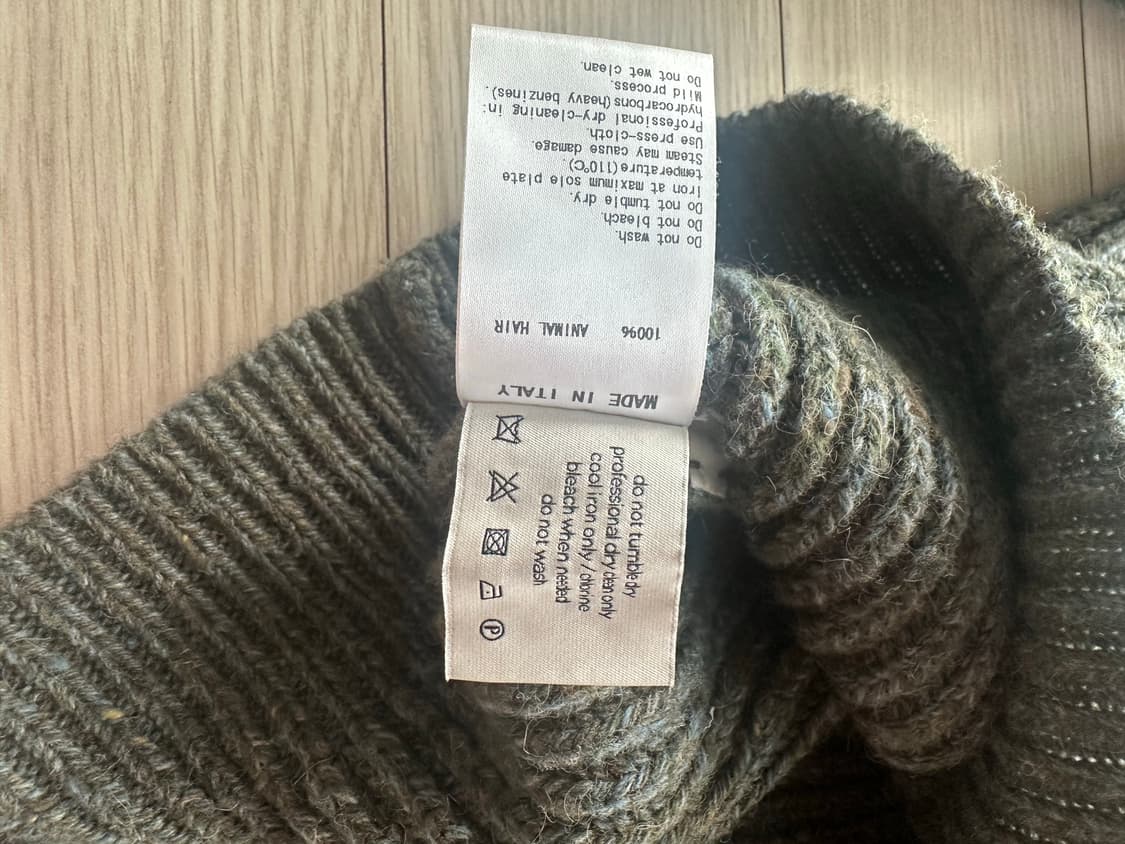 MADE IN ITALY
100% ANIMAL HAIR
Do not wash.
Do not bleach.
Do not tumble dry.
Iron at maximum sole plate
temperature(110ºC).
Steam may cause damage.
Use press-cloth.
Professional dry-cleaning in:
hydrocarbons(heavy benzines).
Mild process.
Do not wet clean.
do not tumble dry
professional dry clean only
cool iron only / chlorine
bleach when needed
do not wash
P